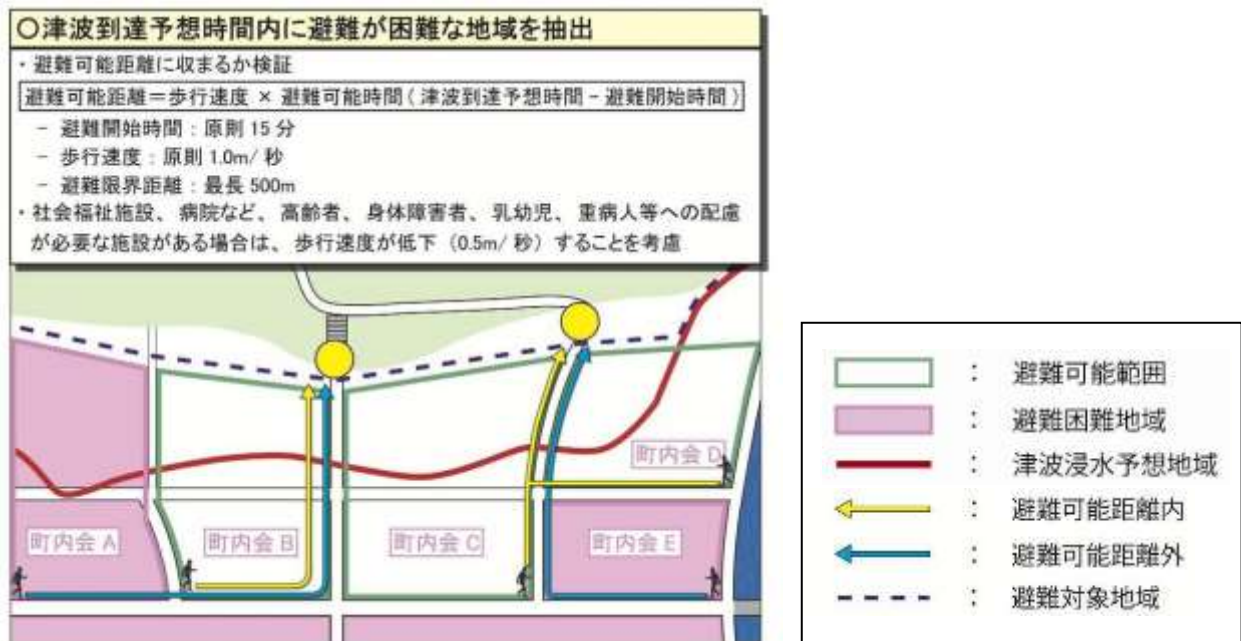 〇津波到達予想時間内に避難が困難な地域を抽出
・避難可能距離に収まるか検証
避難可能距離＝歩行速度 × 避難可能時間（津波到達予想時間－避難開始時間）
－ 避難開始時間：原則 15 分
－ 歩行速度：原則 1.0m/ 秒
－ 避難限界距離：最長 500m
・社会福祉施設、病院など、高齢者、身体障害者、乳幼児、重病人等への配慮
が必要な施設がある場合は、歩行速度が低下（0.5m/ 秒）することを考慮
町内会 D
町内会 A
町内会 B
町内会 C
町内会 E
： 避難可能範囲
： 避難困難地域
： 津波浸水予想地域
： 避難可能距離内
： 避難可能距離外
： 避難対象地域